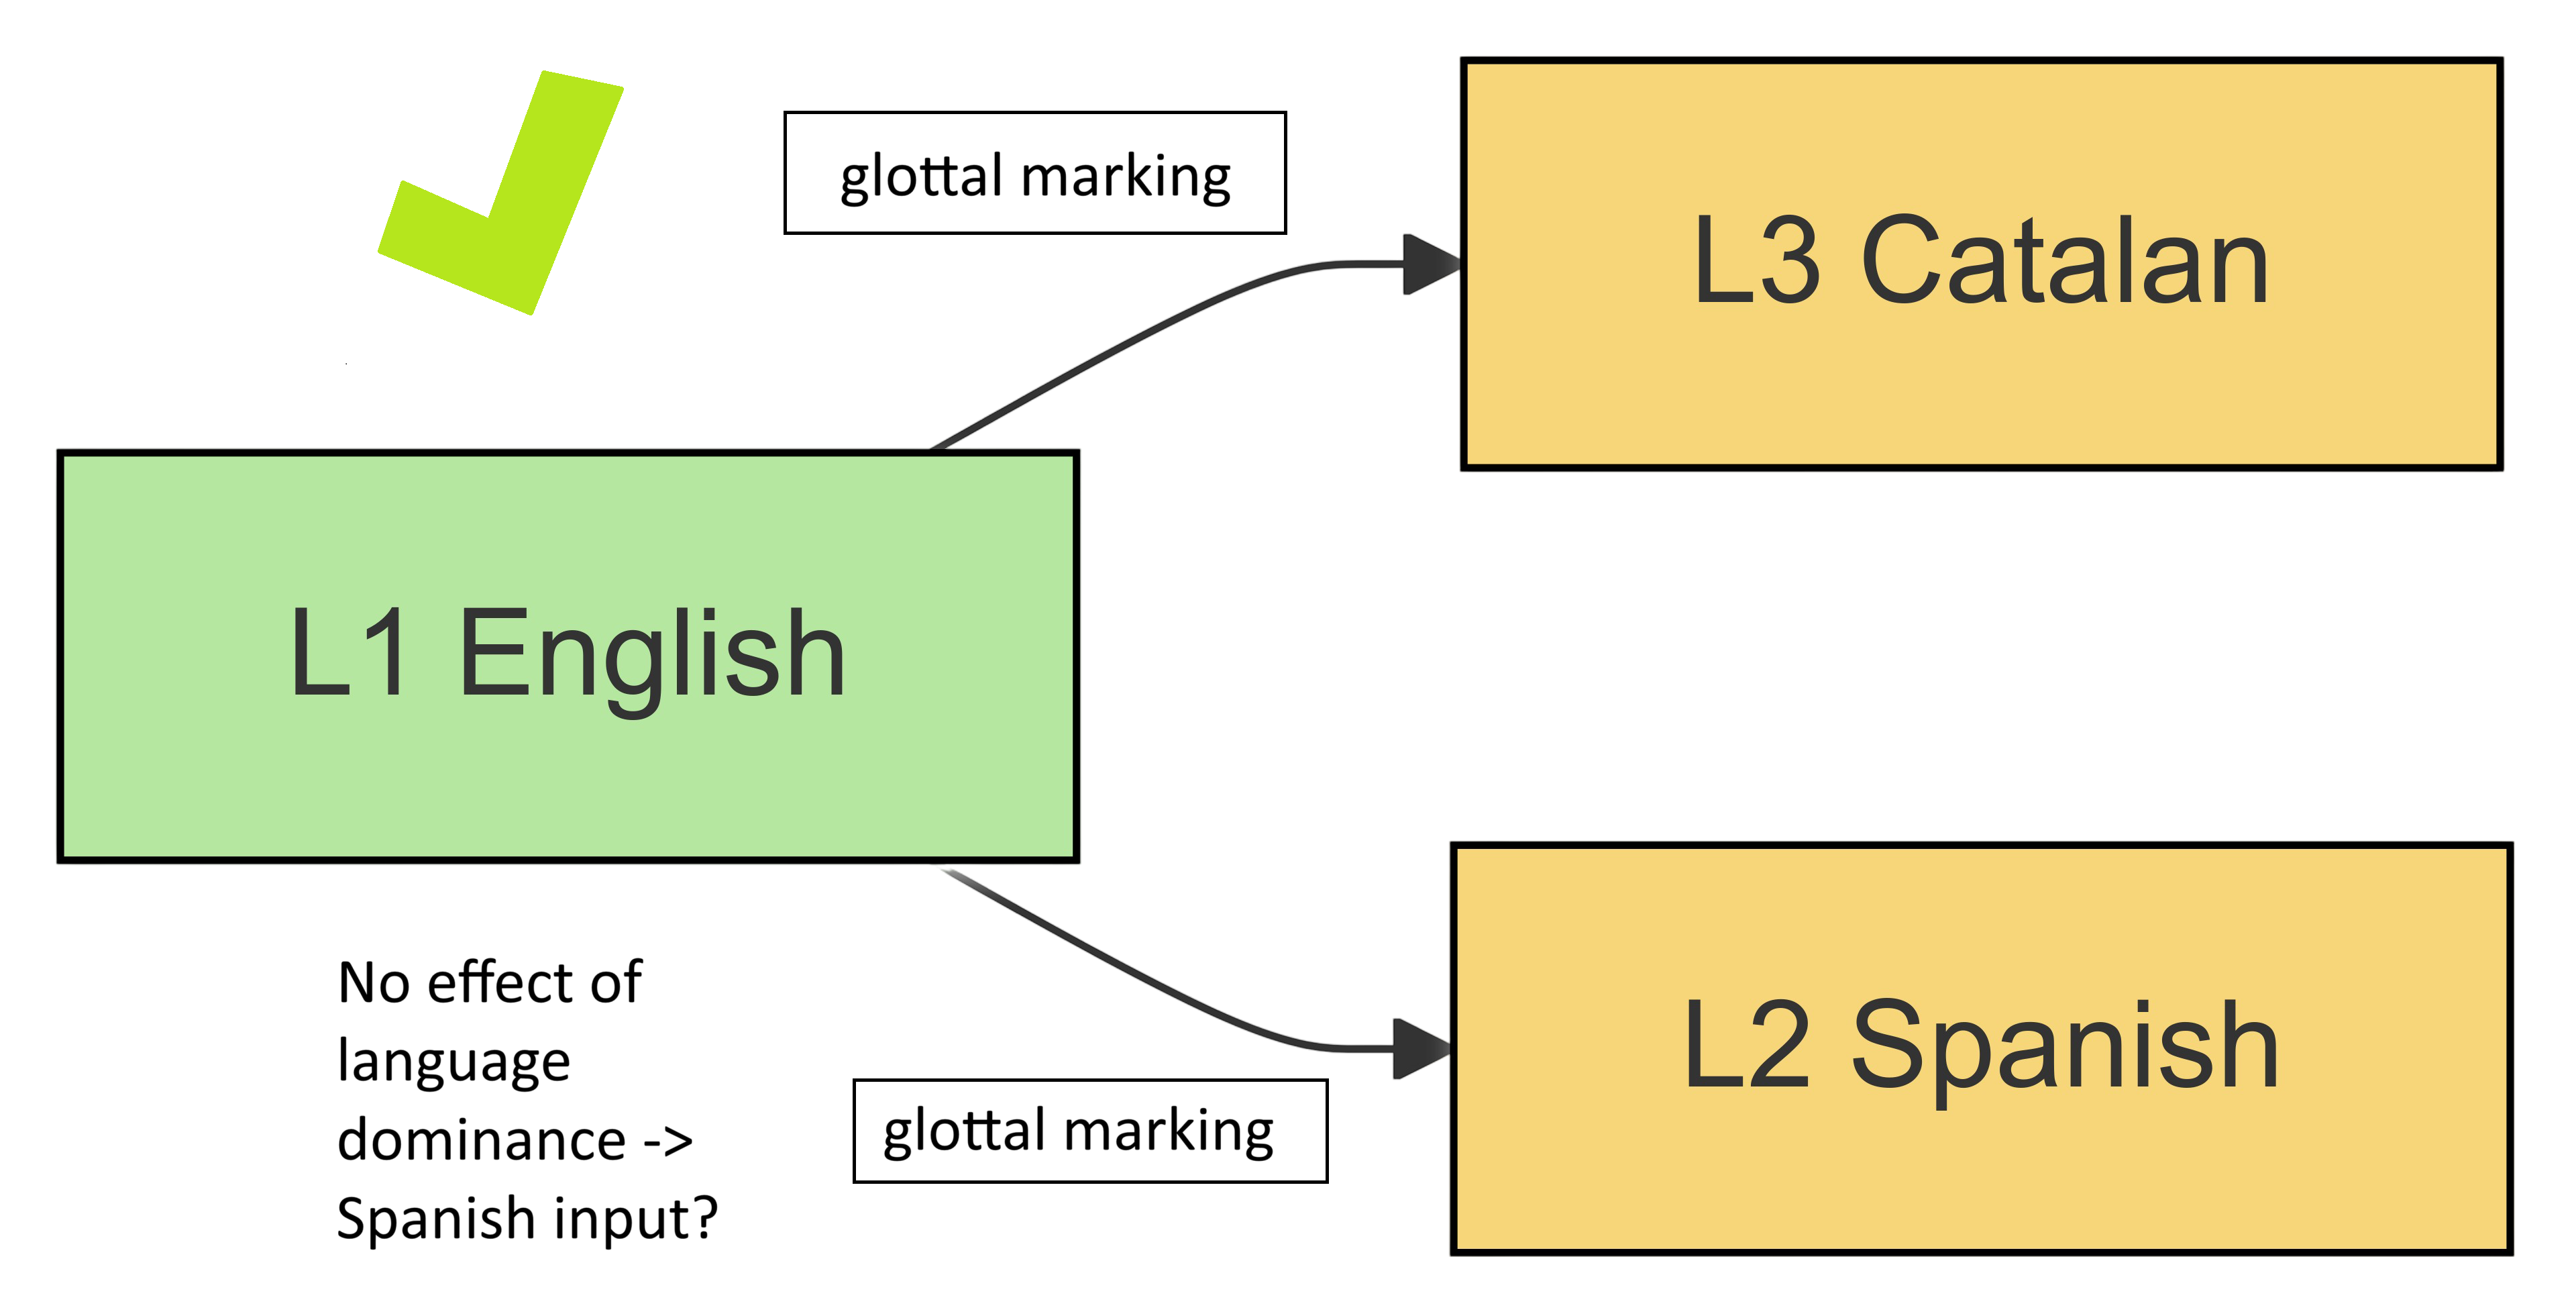 glottal marking
L3 Catalan
L1 English
No effect of
language
dominance ->
Spanish input?
glottal marking
L2 Spanish